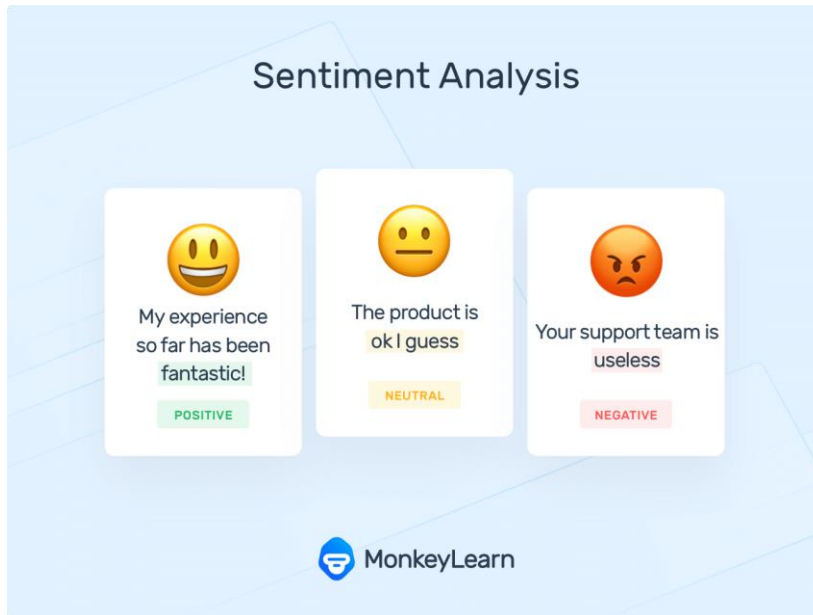 Sentiment Analysis
My experience
so far has been
fantastic!
POSITIVE
The product is
ok I guess
NEUTRAL
Your support team is
useless
NEGATIVE
MonkeyLearn